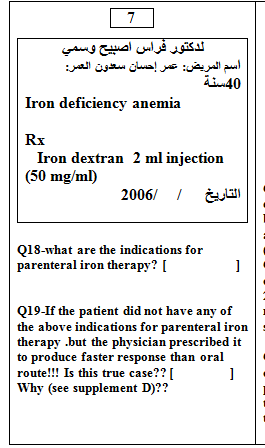 7
لدكتور فراس اصبيح وسمي
أسم المريض: عمر إحسان سعدون العمر:
40سنة
Iron deficiency anemia
Rx
Iron dextran 2 ml injection
(50 mg/ml)
التاريخ / /2006
Q18-what are the indications for
parenteral iron therapy? [ ]
Q19-If the patient did not have any of
the above indications for parenteral iron
therapy .but the physician prescribed it
to produce faster response than oral
route!!! Is this true case?? [ ]
Why (see supplement D)??